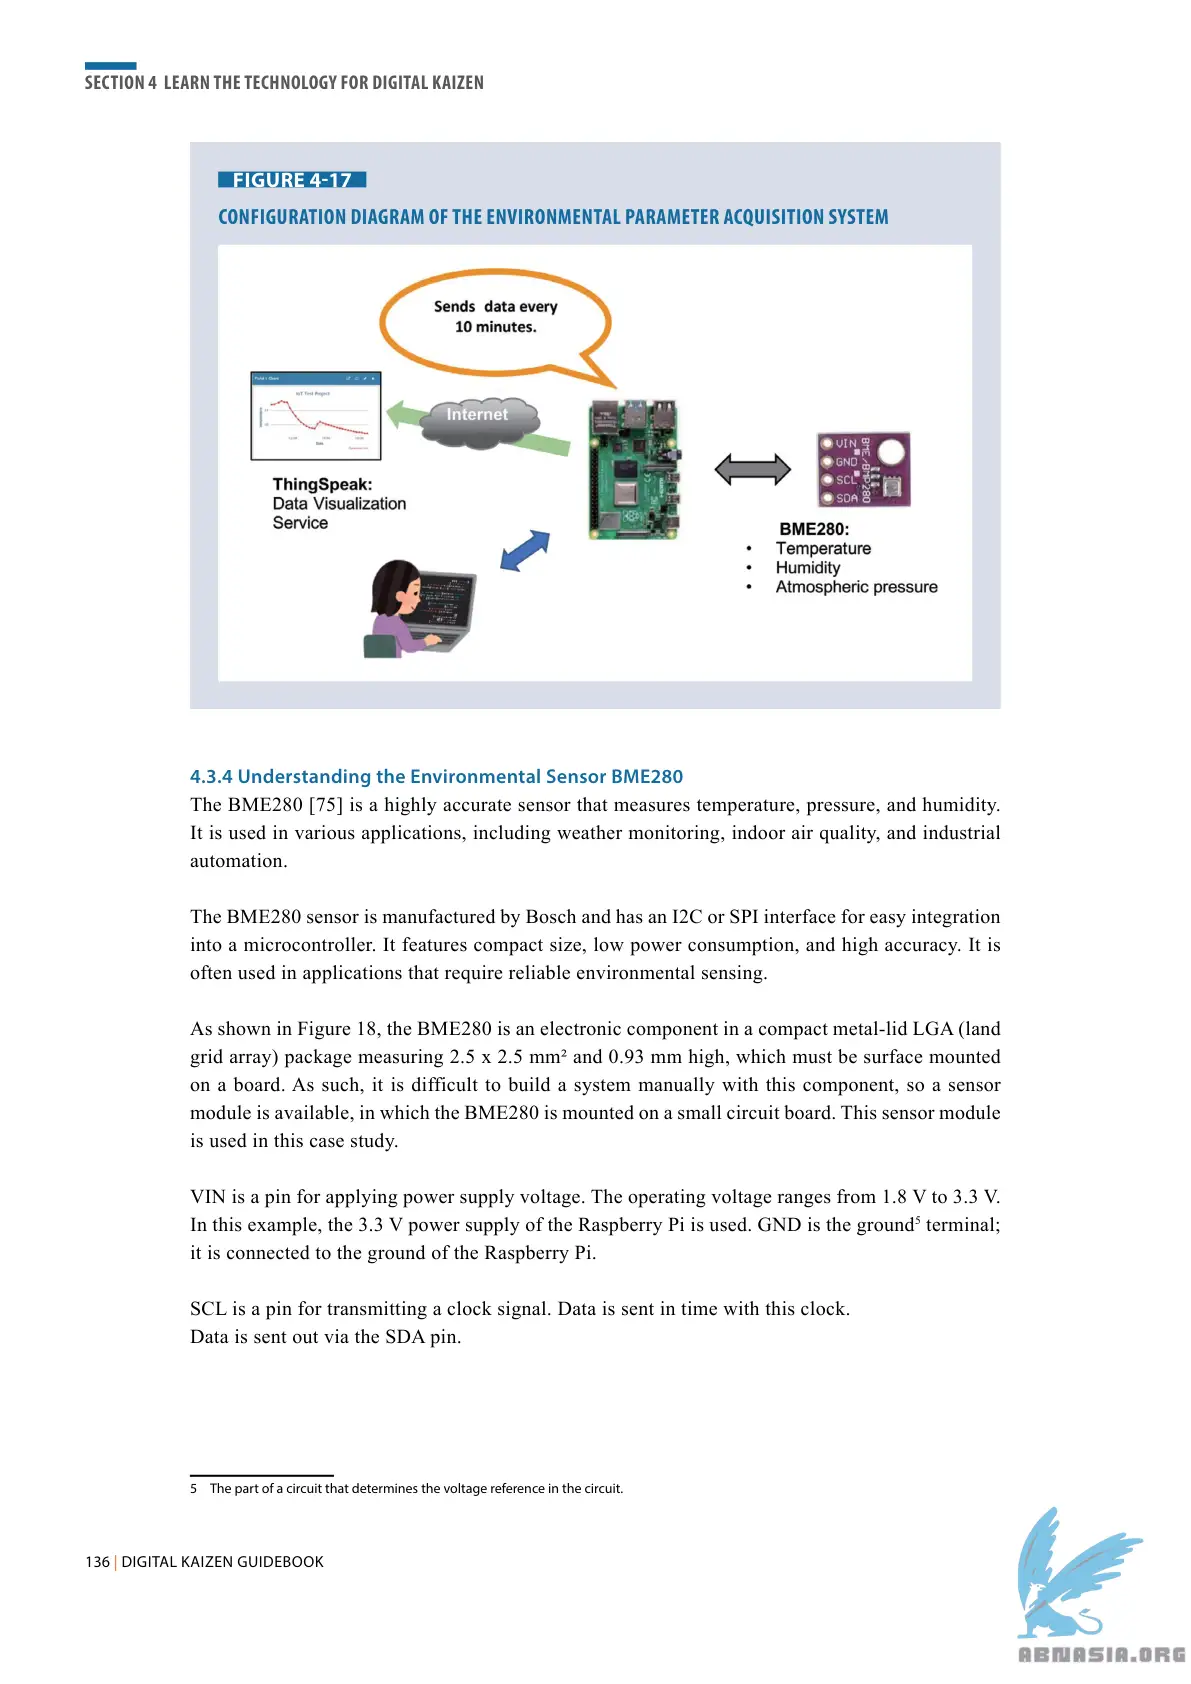 SECTION 4 LEARN THE TECHNOLOGY FOR DIGITAL KAIZEN
FIGURE 4-17
CONFIGURATION DIAGRAM OF THE ENVIRONMENTAL PARAMETER ACQUISITION SYSTEM
Sends data every
10 minutes.
IoT Test Project
Internet
ThingSpeak:
Data Visualization
Service
VIN
GND
SCL
SDA
BME/BMP280
BME280:
• Temperature
• Humidity
• Atmospheric pressure
4.3.4 Understanding the Environmental Sensor BME280
The BME280 [75] is a highly accurate sensor that measures temperature, pressure, and humidity.
It is used in various applications, including weather monitoring, indoor air quality, and industrial
automation.
The BME280 sensor is manufactured by Bosch and has an I2C or SPI interface for easy integration
into a microcontroller. It features compact size, low power consumption, and high accuracy. It is
often used in applications that require reliable environmental sensing.
As shown in Figure 18, the BME280 is an electronic component in a compact metal-lid LGA (land
grid array) package measuring 2.5 x 2.5 mm² and 0.93 mm high, which must be surface mounted
on a board. As such, it is difficult to build a system manually with this component, so a sensor
module is available, in which the BME280 is mounted on a small circuit board. This sensor module
is used in this case study.
VIN is a pin for applying power supply voltage. The operating voltage ranges from 1.8 V to 3.3 V.
In this example, the 3.3 V power supply of the Raspberry Pi is used. GND is the ground⁵ terminal;
it is connected to the ground of the Raspberry Pi.
SCL is a pin for transmitting a clock signal. Data is sent in time with this clock.
Data is sent out via the SDA pin.
5 The part of a circuit that determines the voltage reference in the circuit.
136 | DIGITAL KAIZEN GUIDEBOOK
ABNASIA.ORG